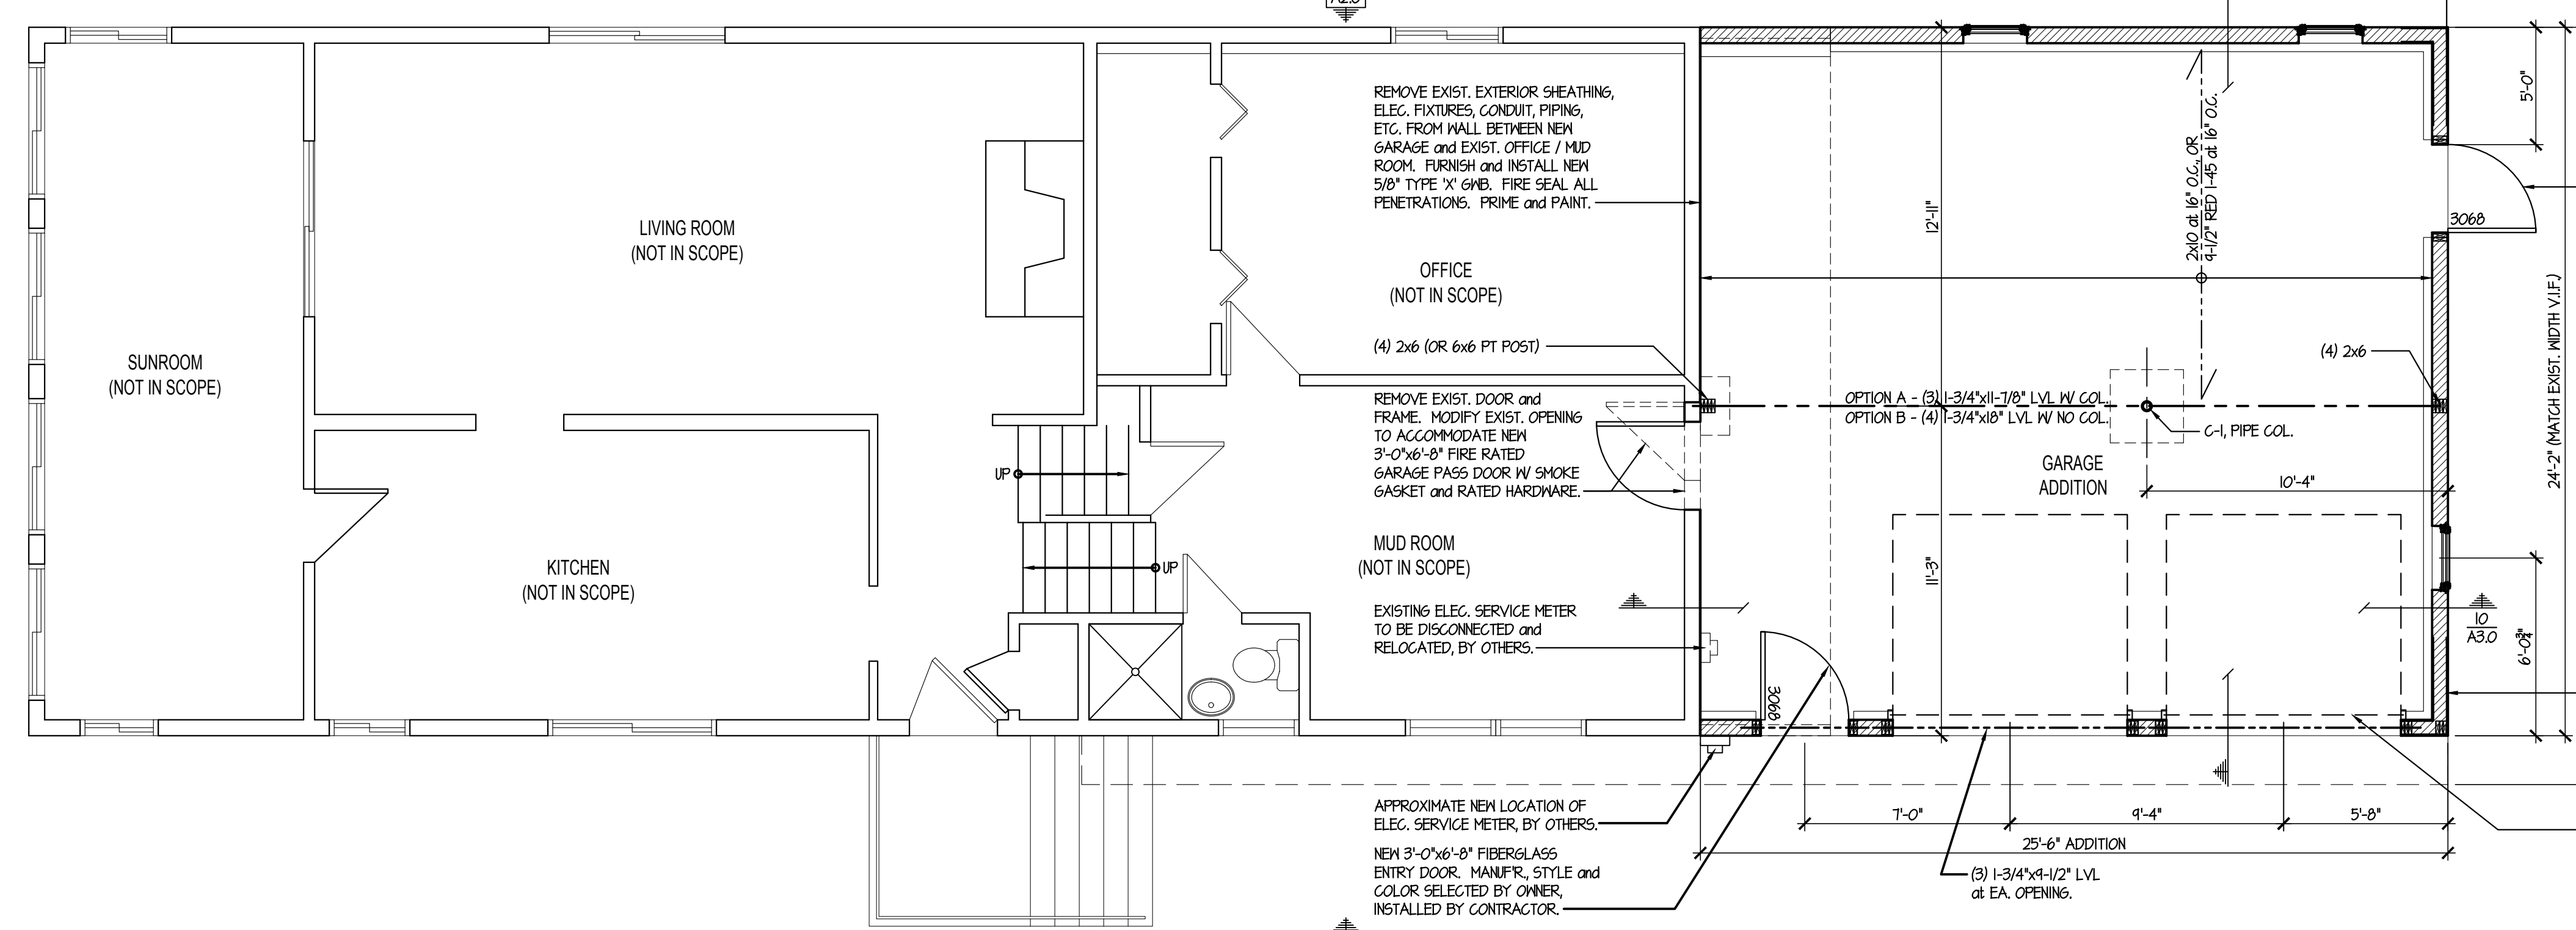 A2.0
SUNROOM
(NOT IN SCOPE)
LIVING ROOM
(NOT IN SCOPE)
KITCHEN
(NOT IN SCOPE)
UP
UP
REMOVE EXIST. EXTERIOR SHEATHING,
ELEC. FIXTURES, CONDUIT, PIPING,
ETC. FROM WALL BETWEEN NEW
GARAGE and EXIST. OFFICE / MUD
ROOM. FURNISH and INSTALL NEW
5/8" TYPE 'X' GWB. FIRE SEAL ALL
PENETRATIONS. PRIME and PAINT.
OFFICE
(NOT IN SCOPE)
(4) 2x6 (OR 6x6 PT POST)
REMOVE EXIST. DOOR and
FRAME. MODIFY EXIST. OPENING
TO ACCOMMODATE NEW
3'-0"x6'-8" FIRE RATED
GARAGE PASS DOOR W/ SMOKE
GASKET and RATED HARDWARE.
MUD ROOM
(NOT IN SCOPE)
EXISTING ELEC. SERVICE METER
TO BE DISCONNECTED and
RELOCATED, BY OTHERS.
APPROXIMATE NEW LOCATION OF
ELEC. SERVICE METER, BY OTHERS.
NEW 3'-0"x6'-8" FIBERGLASS
ENTRY DOOR. MANUF'R., STYLE and
COLOR SELECTED BY OWNER,
INSTALLED BY CONTRACTOR.
12'-11"
11'-3"
2x10 at 16" O.C., OR
9-1/2" RED I-45 at 16" O.C.
OPTION A - (3) 1-3/4"x11-7/8" LVL W/ COL.
OPTION B - (4) 1-3/4"x18" LVL W/ NO COL.
C-1, PIPE COL.
(4) 2x6
GARAGE
ADDITION
10'-4"
3068
3068
5'-0"
24'-2" (MATCH EXIST. WIDTH V.I.F.)
10
A3.0
7'-0"
9'-4"
5'-8"
25'-6" ADDITION
(3) 1-3/4"x9-1/2" LVL
at EA. OPENING.